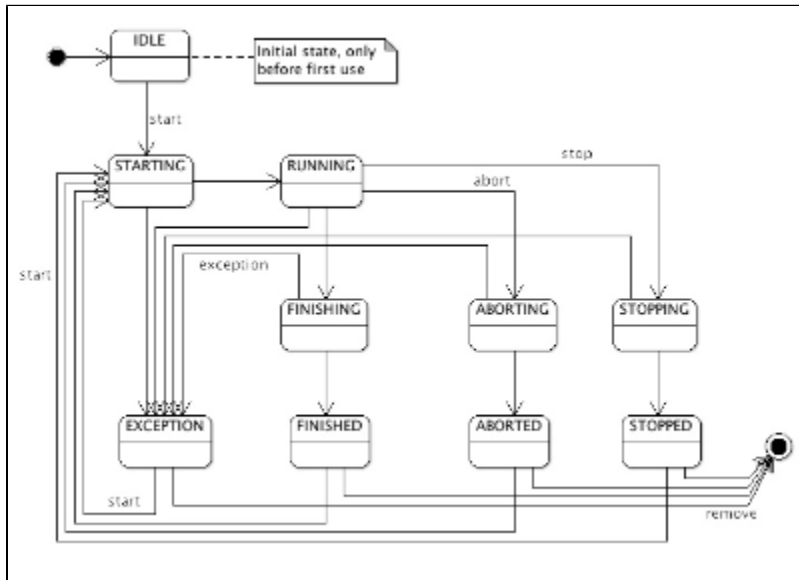 IDLE
Initial state, only
before first use
start
STARTING
RUNNING
stop
abort
start
exception
FINISHING
ABORTING
STOPPING
EXCEPTION
FINISHED
ABORTED
STOPPED
start
remove